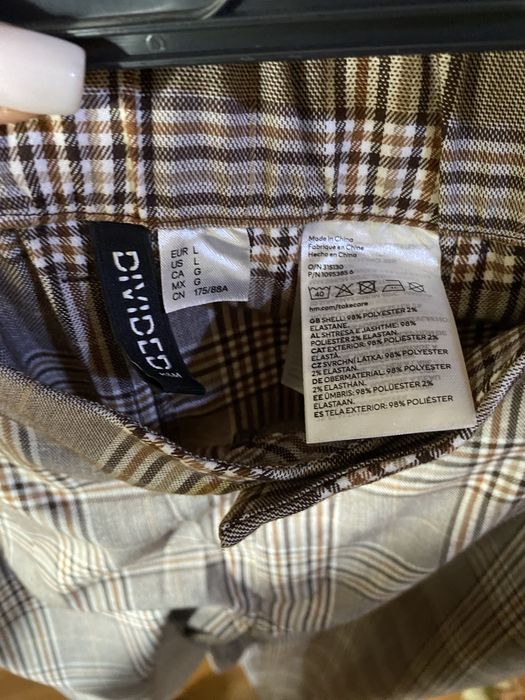 DIVIDED
H&M
EUR L
US L
CA G
MX G
CN 175/88A
Made in China
Fabriqué en Chine
Hecho en China
O/N 315130
P/N 1095385 6
40
hm.com/takecare
GB SHELL: 98% POLYESTER 2%
ELASTANE.
AL SHTRESA E JASHTME: 98%
POLIESTËR 2% ELASTAN.
CAT EXTERIOR: 98% POLIÈSTER 2%
ELASTÀ.
CZ SVRCHNÍ LÁTKA: 98% POLYESTER
2% ELASTAN.
DE OBERMATERIAL: 98% POLYESTER
2% ELASTHAN.
EE ÜMBRIS: 98% POLÜESTER 2%
ELASTAAN.
ES TELA EXTERIOR: 98% POLIÉSTER